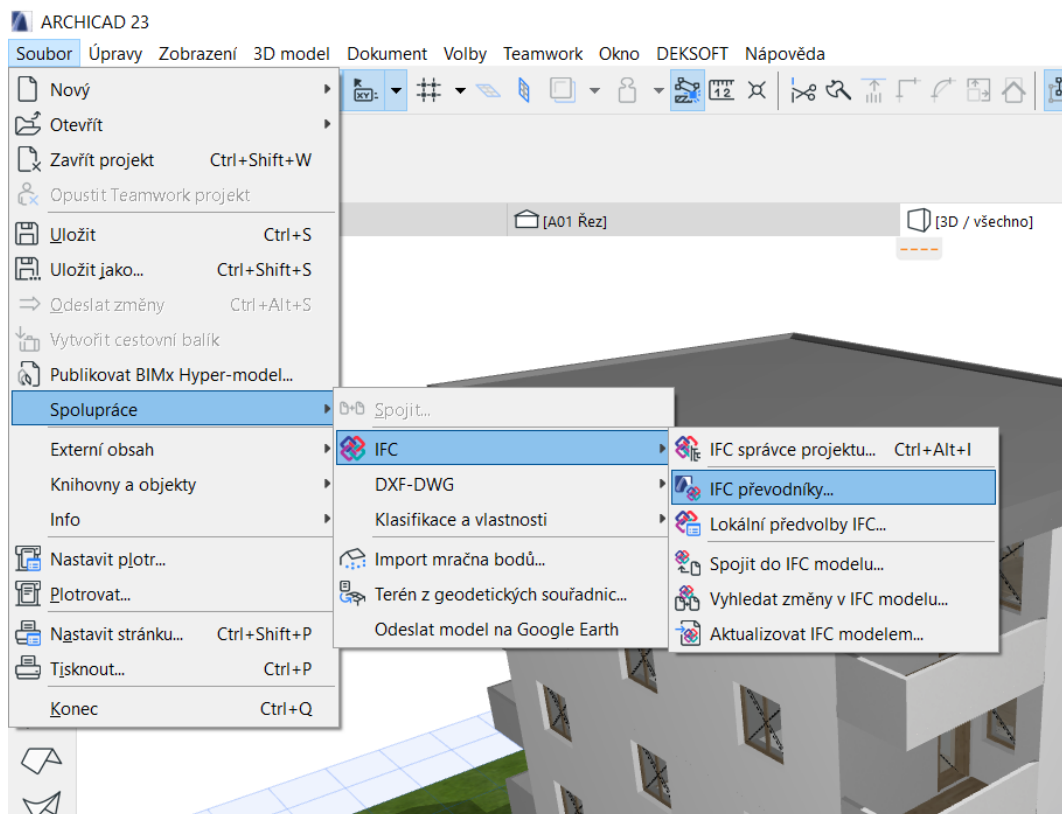 ARCHICAD 23
Soubor Úpravy Zobrazení 3D model Dokument Volby Teamwork Okno DEKSOFT Nápověda
Nový
Otevřít
Zavřít projekt Ctrl+Shift+W
Opustit Teamwork projekt
Uložit Ctrl+S
Uložit jako... Ctrl+Shift+S
Odeslat změny Ctrl+Alt+S
Vytvořit cestovní balík
Publikovat BIMx Hyper-model...
Spolupráce
Externí obsah
Knihovny a objekty
Info
Nastavit plotr...
Plotrovat...
Nastavit stránku... Ctrl+Shift+P
Tisknout... Ctrl+P
Konec Ctrl+Q
XY:
1 2
[A01 Řez]
[3D / všechno]
Spojit...
IFC
DXF-DWG
Klasifikace a vlastnosti
Import mračna bodů...
Terén z geodetických souřadnic...
Odeslat model na Google Earth
IFC správce projektu... Ctrl+Alt+I
IFC převodníky...
Lokální předvolby IFC...
Spojit do IFC modelu...
Vyhledat změny v IFC modelu...
Aktualizovat IFC modelem...